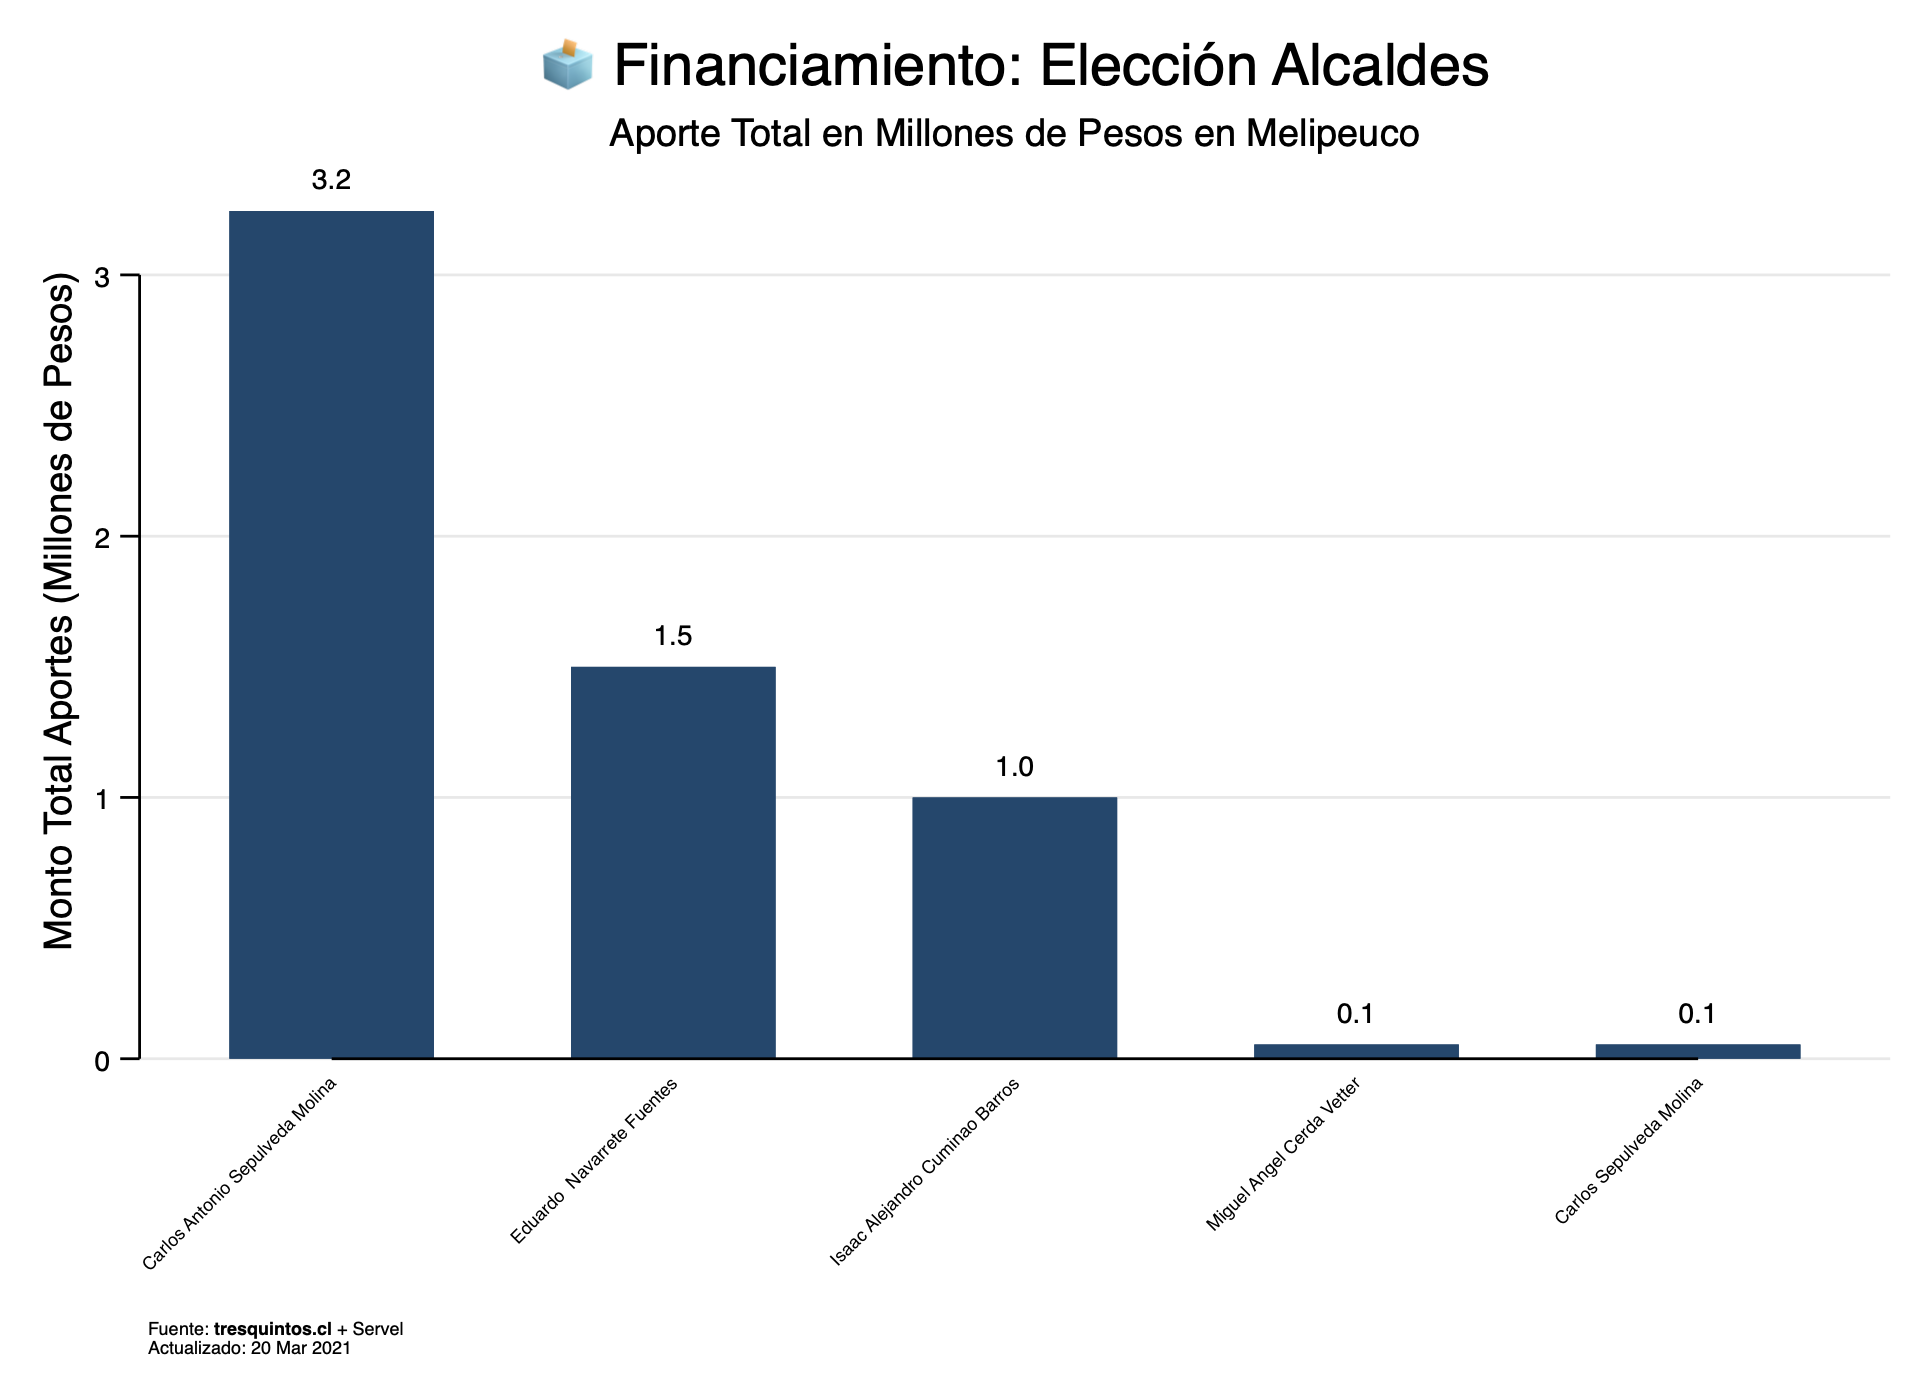 Financiamiento: Elección Alcaldes
Aporte Total en Millones de Pesos en Melipeuco
Monto Total Aportes (Millones de Pesos)
3
2
1
0
3.2
1.5
1.0
0.1
0.1
Carlos Antonio Sepulveda Molina
Eduardo  Navarrete Fuentes
Isaac Alejandro Cuminao Barros
Miguel Angel Cerda Vetter
Carlos Sepulveda Molina
Fuente: tresquintos.cl + Servel
Actualizado: 20 Mar 2021